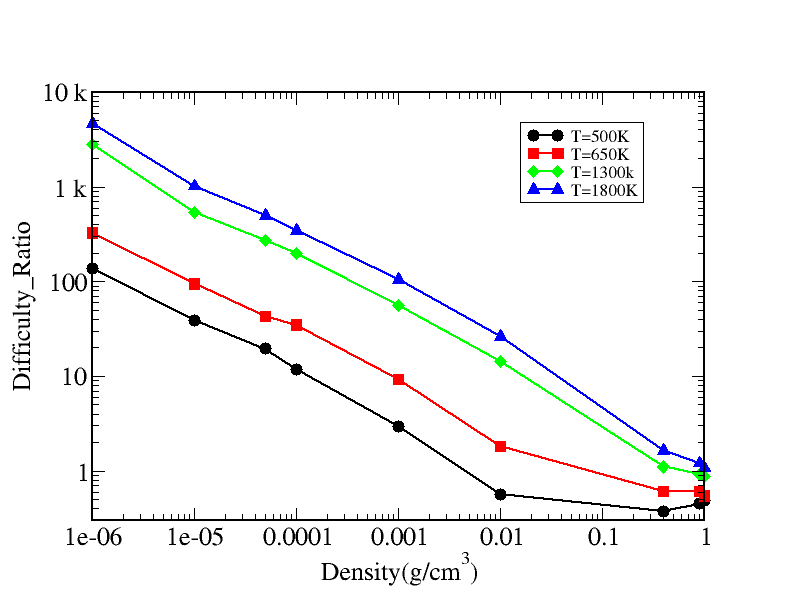 10 k
1 k
100
10
1
Difficulty_Ratio
T=500K
T=650K
T=1300k
T=1800K
1e-06 1e-05 0.0001 0.001 0.01 0.1 1
Density(g/cm³)